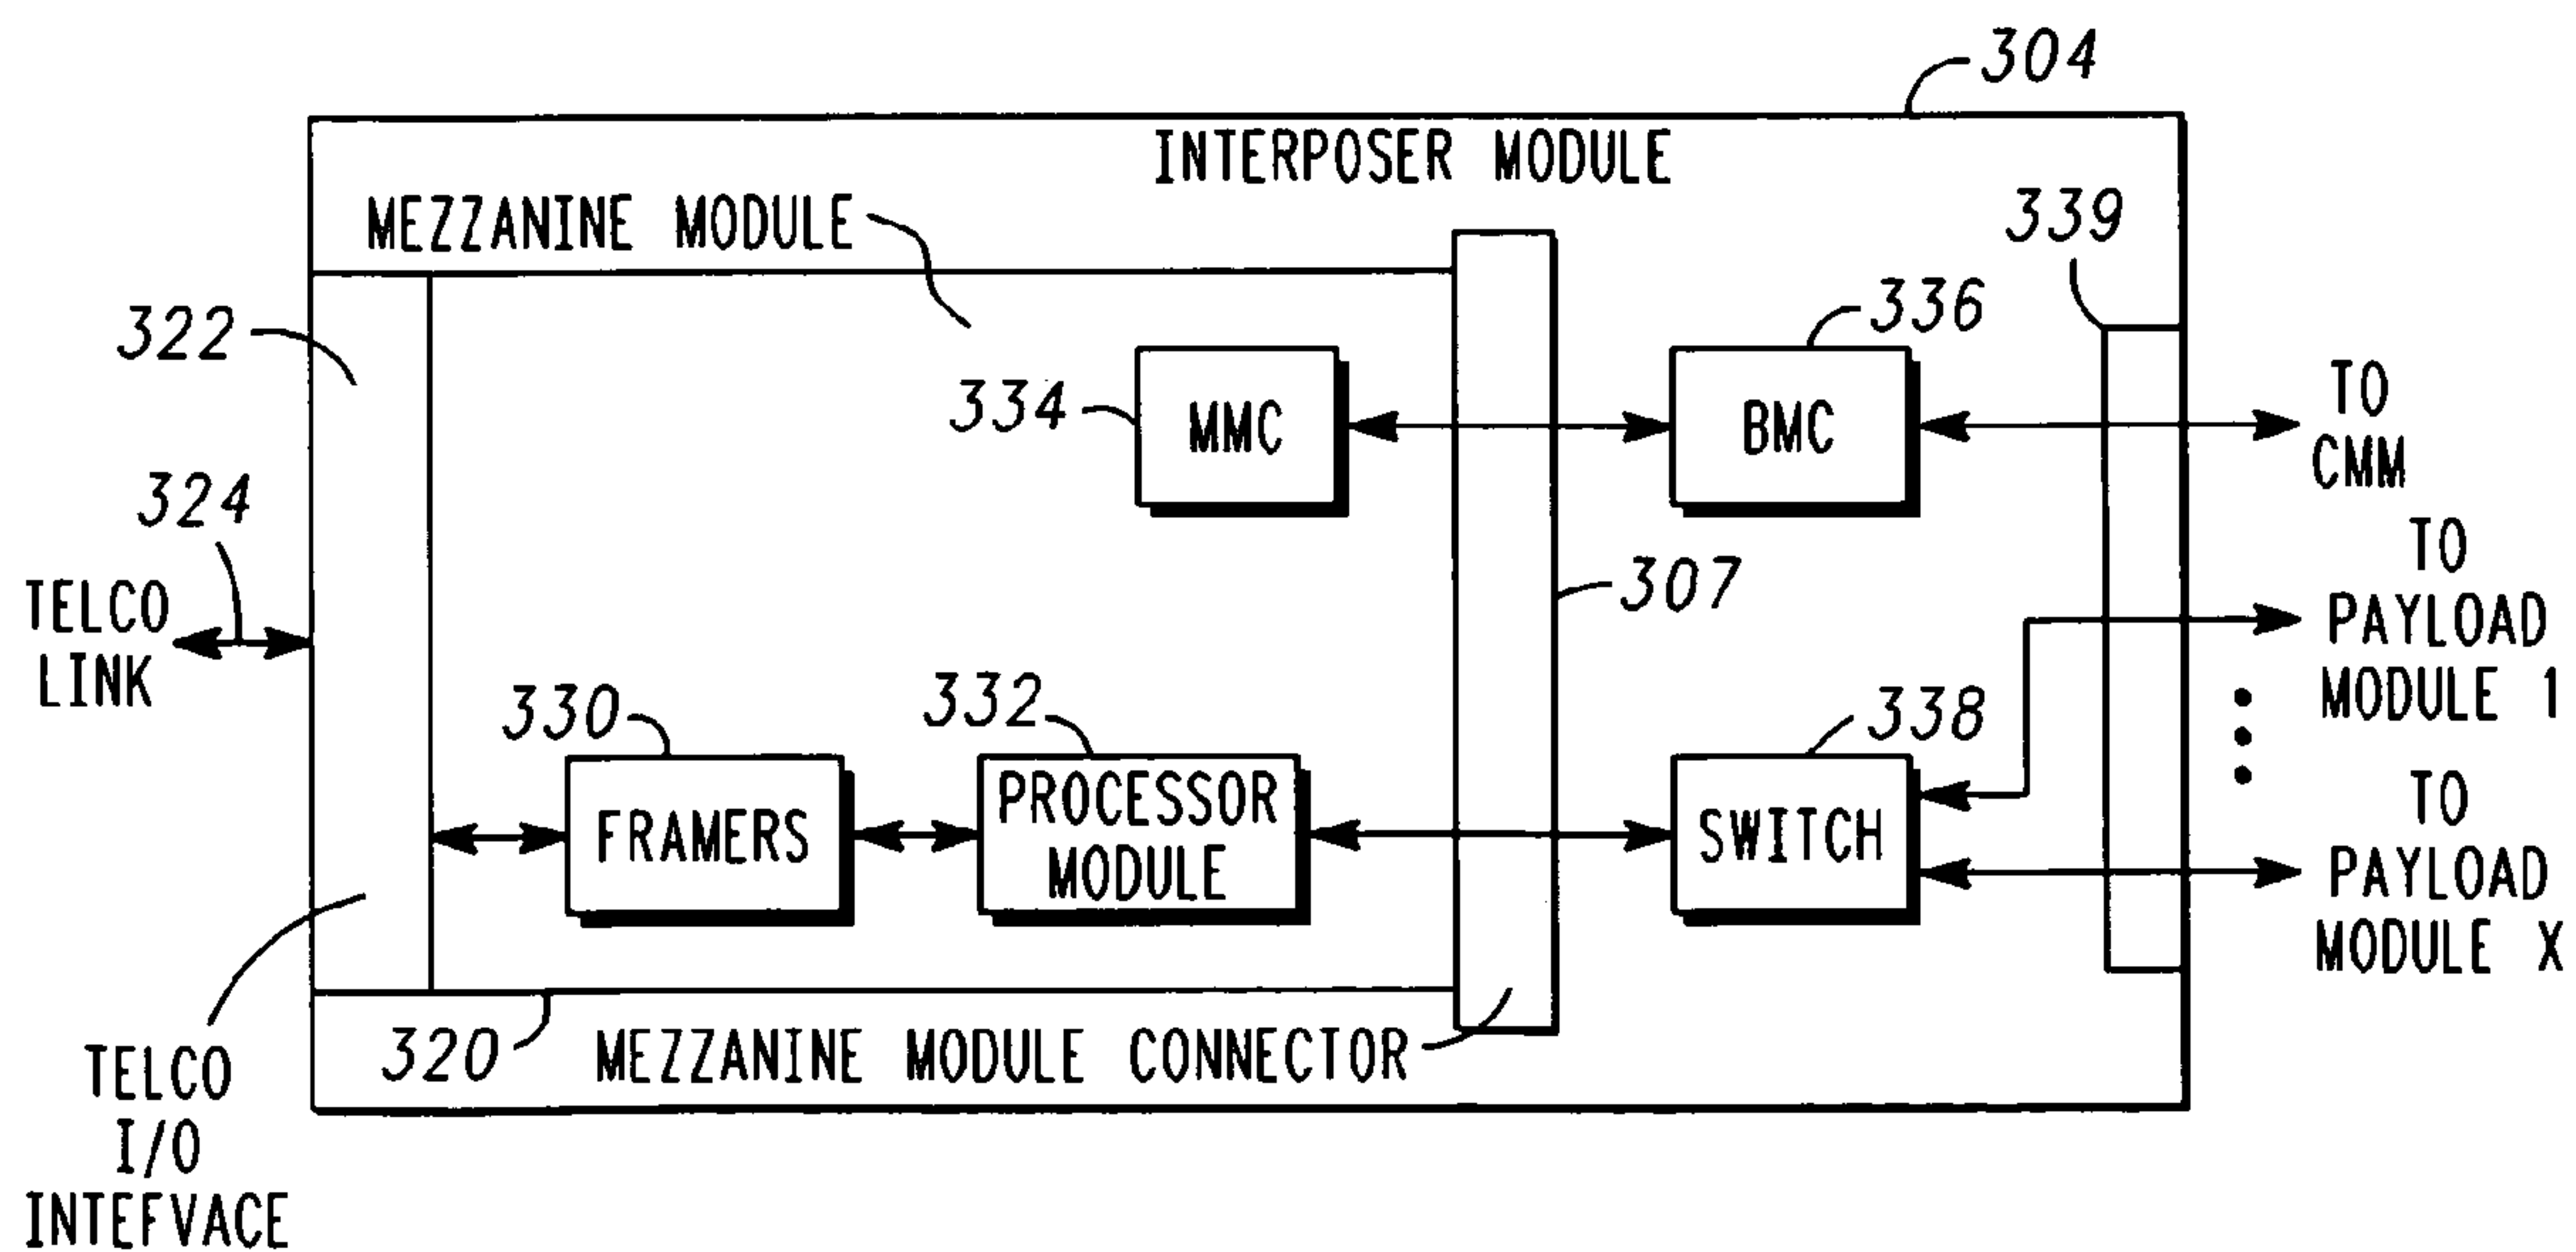 304
INTERPOSER MODULE
MEZZANINE MODULE
339
322
336
334
MMC
BMC
TO
CMM
324
TELCO
LINK
307
TO
PAYLOAD
MODULE 1
330
332
338
FRAMERS
PROCESSOR
MODULE
SWITCH
TO
PAYLOAD
MODULE X
320
MEZZANINE MODULE CONNECTOR
TELCO
I/O
INTEFVACE